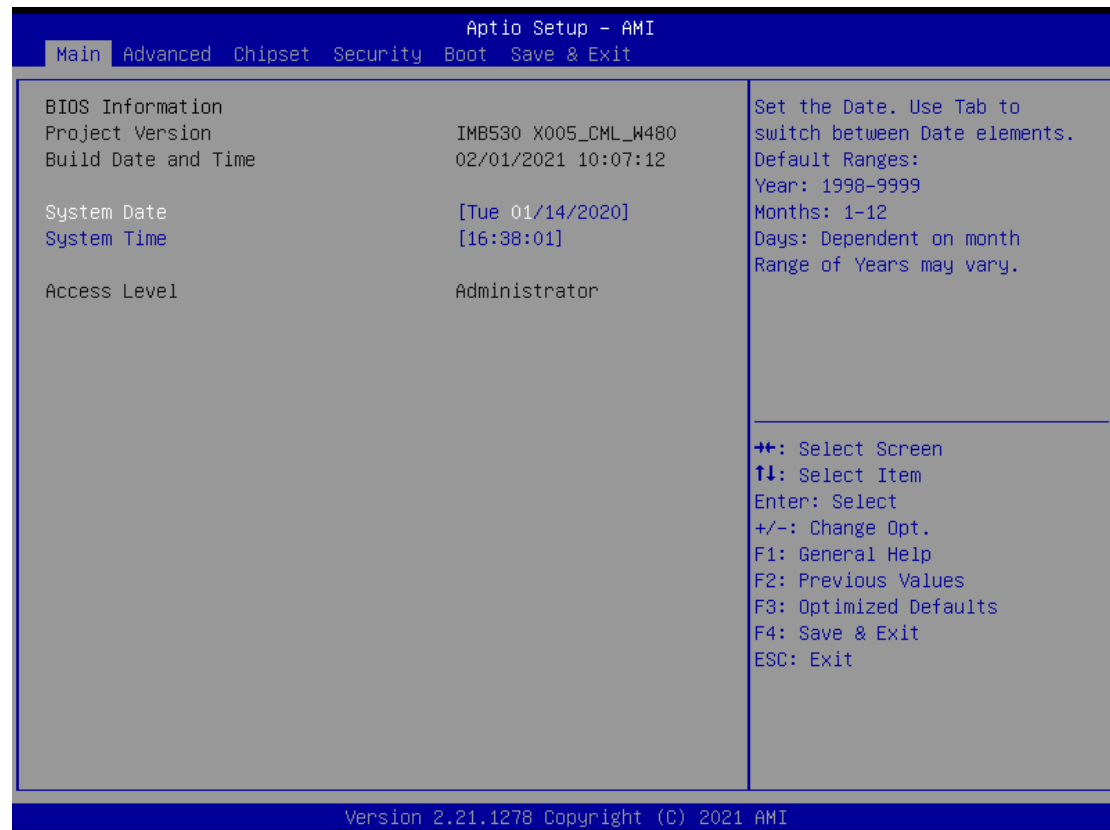 Aptio Setup – AMI
Main Advanced Chipset Security Boot Save & Exit
BIOS Information
Project Version IMB530 X005_CML_W480
Build Date and Time 02/01/2021 10:07:12
System Date [Tue 01/14/2020]
System Time [16:38:01]
Access Level Administrator
Set the Date. Use Tab to
switch between Date elements.
Default Ranges:
Year: 1998-9999
Months: 1-12
Days: Dependent on month
Range of Years may vary.
→←: Select Screen
↑↓: Select Item
Enter: Select
+/-: Change Opt.
F1: General Help
F2: Previous Values
F3: Optimized Defaults
F4: Save & Exit
ESC: Exit
Version 2.21.1278 Copyright (C) 2021 AMI